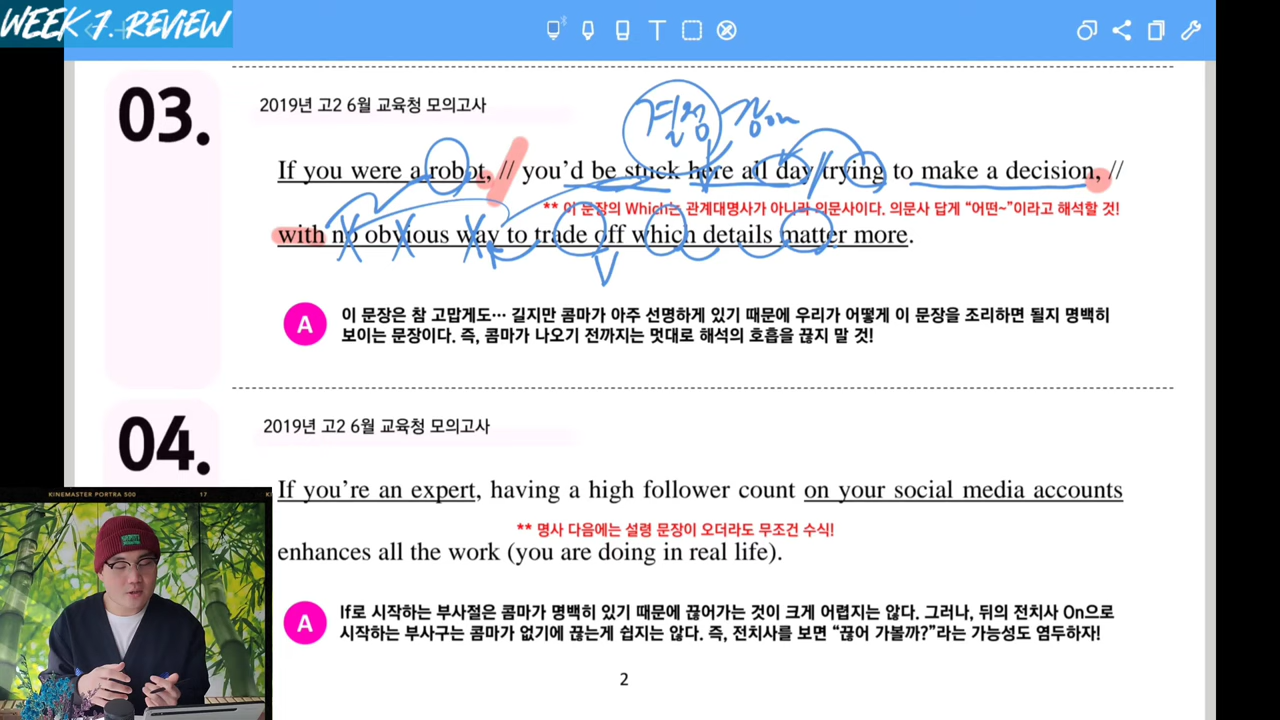 WEEK 7. REVIEW
03.
2019년 고2 6월 교육청 모의고사
결정 장애
If you were a robot, // you'd be stuck here all day trying to make a decision, //
** 이 문장의 Which는 관계대명사가 아니라 의문사이다. 의문사 답게 "어떤~"이라고 해석할 것!
with no obvious way to trade off which details matter more.
A
이 문장은 참 고맙게도… 길지만 콤마가 아주 선명하게 있기 때문에 우리가 어떻게 이 문장을 조리하면 될지 명백히
보이는 문장이다. 즉, 콤마가 나오기 전까지는 멋대로 해석의 호흡을 끊지 말 것!
04.
2019년 고2 6월 교육청 모의고사
If you're an expert, having a high follower count on your social media accounts
** 명사 다음에는 설령 문장이 오더라도 무조건 수식!
enhances all the work (you are doing in real life).
A
If로 시작하는 부사절은 콤마가 명백히 있기 때문에 끊어가는 것이 크게 어렵지는 않다. 그러나, 뒤의 전치사 On으로
시작하는 부사구는 콤마가 없기에 끊는게 쉽지는 않다. 즉, 전치사를 보면 "끊어 가볼까?"라는 가능성도 염두하자!
2
KINEMASTER PORTRA 500 17 KI